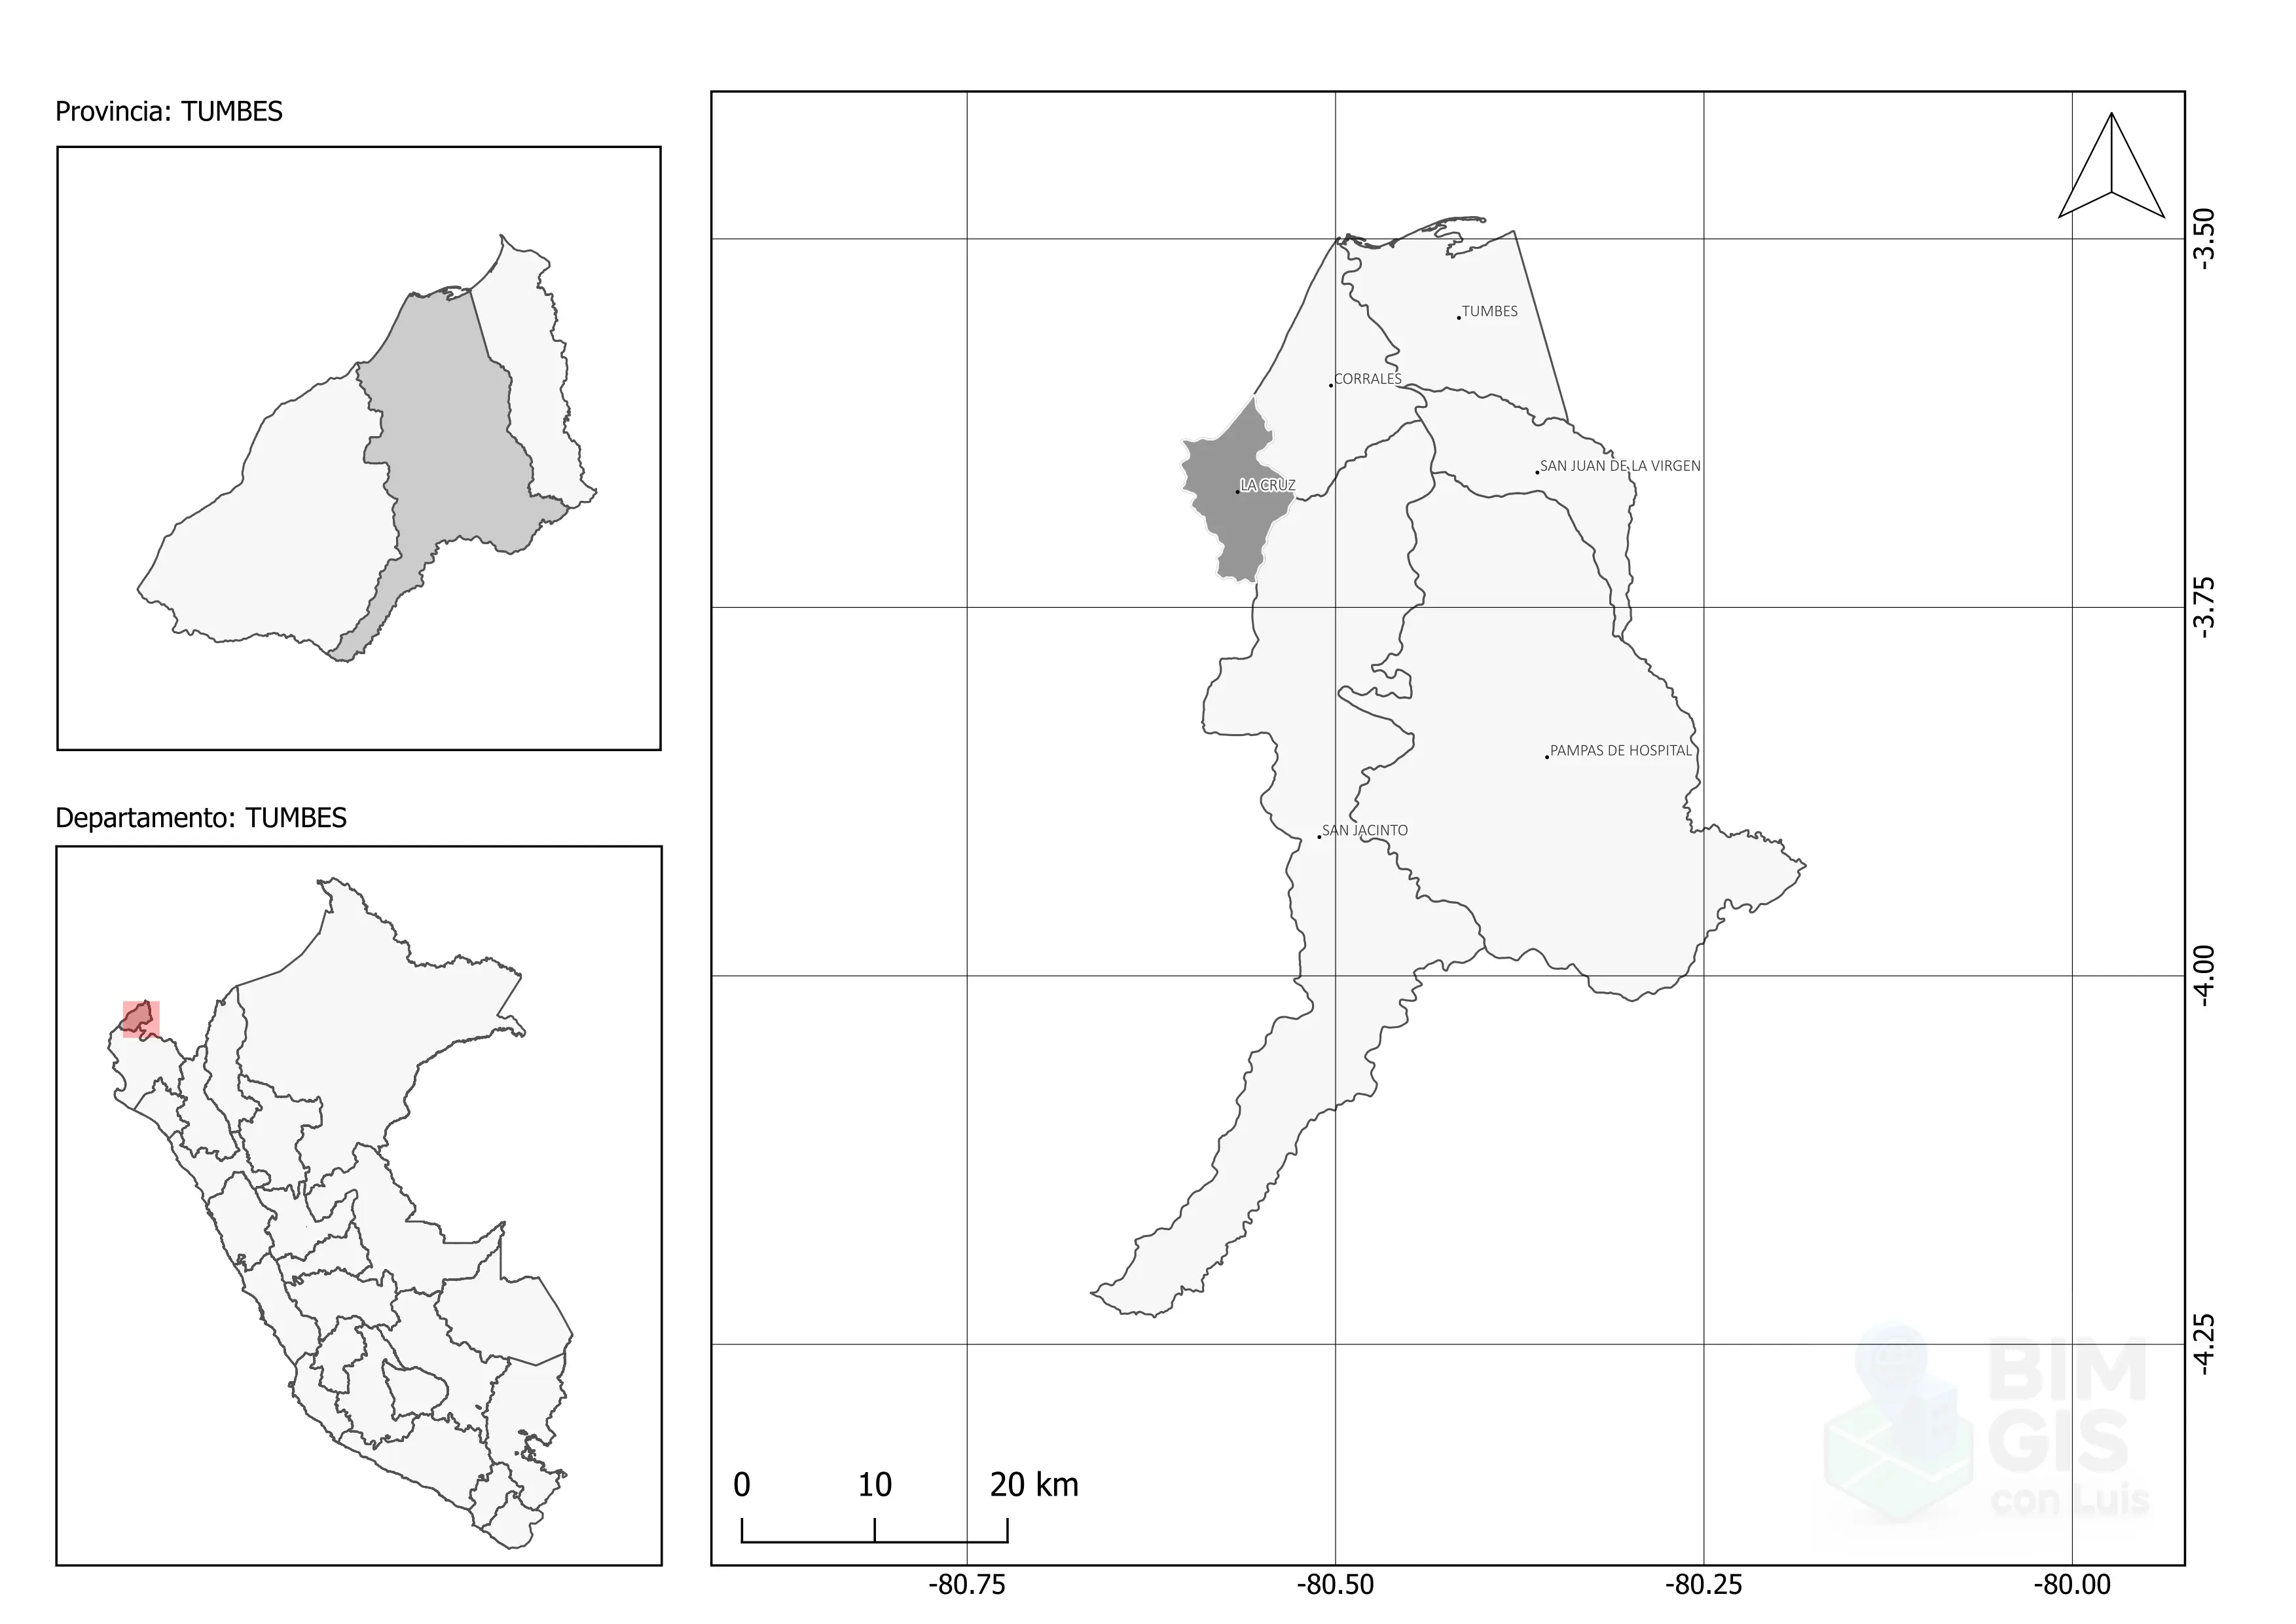 Provincia: TUMBES
Departamento: TUMBES
TUMBES
CORRALES
SAN JUAN DE LA VIRGEN
LA CRUZ
PAMPAS DE HOSPITAL
SAN JACINTO
-3.50
-3.75
-4.00
-4.25
BIM
GIS
con Luis
0 10 20 km
-80.75 -80.50 -80.25 -80.00